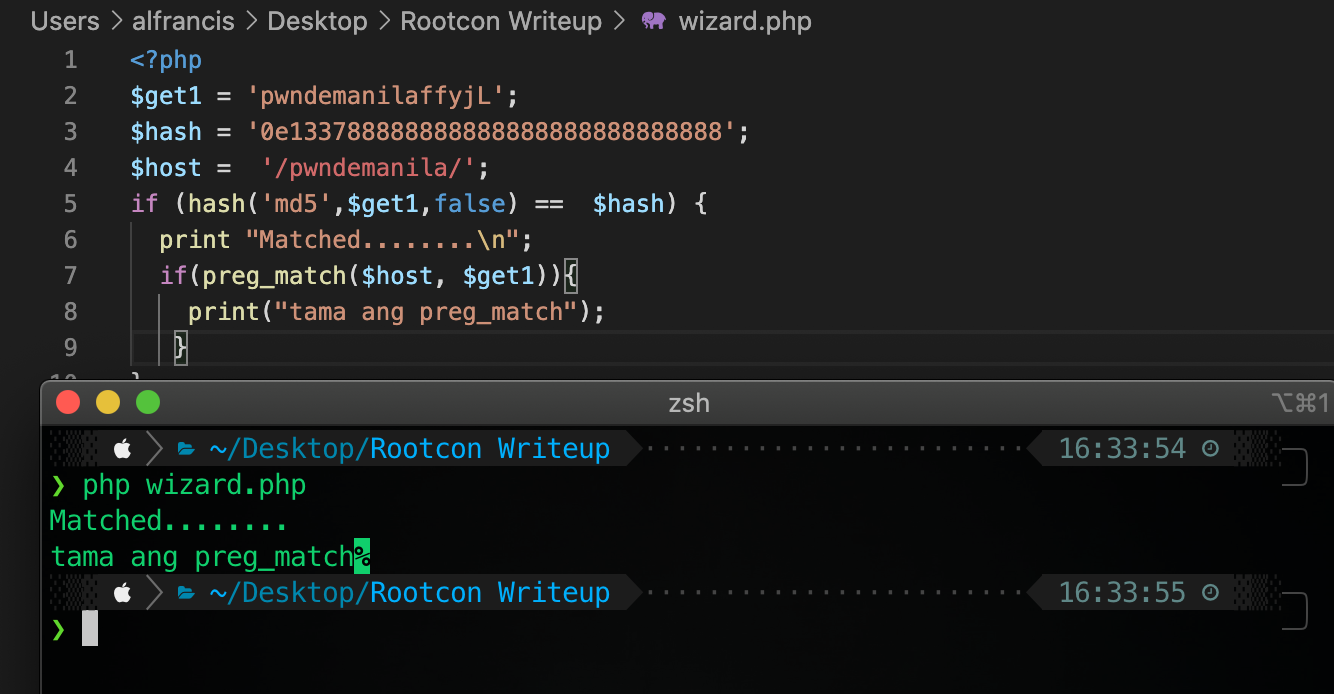 Users > alfrancis > Desktop > Rootcon Writeup > wizard.php
1 <?php
2 $get1 = 'pwndemanilaffyjL';
3 $hash = '0e133788888888888888888888888888';
4 $host =  '/pwndemanila/';
5 if (hash('md5',$get1,false) ==  $hash) {
6 print "Matched........\n";
7 if(preg_match($host, $get1)){
8 print("tama ang preg_match");
9 }
10 }
zsh ⌥⌘1
~/Desktop/Rootcon Writeup 16:33:54
❯ php wizard.php
Matched........
tama ang preg_match%
~/Desktop/Rootcon Writeup 16:33:55
❯